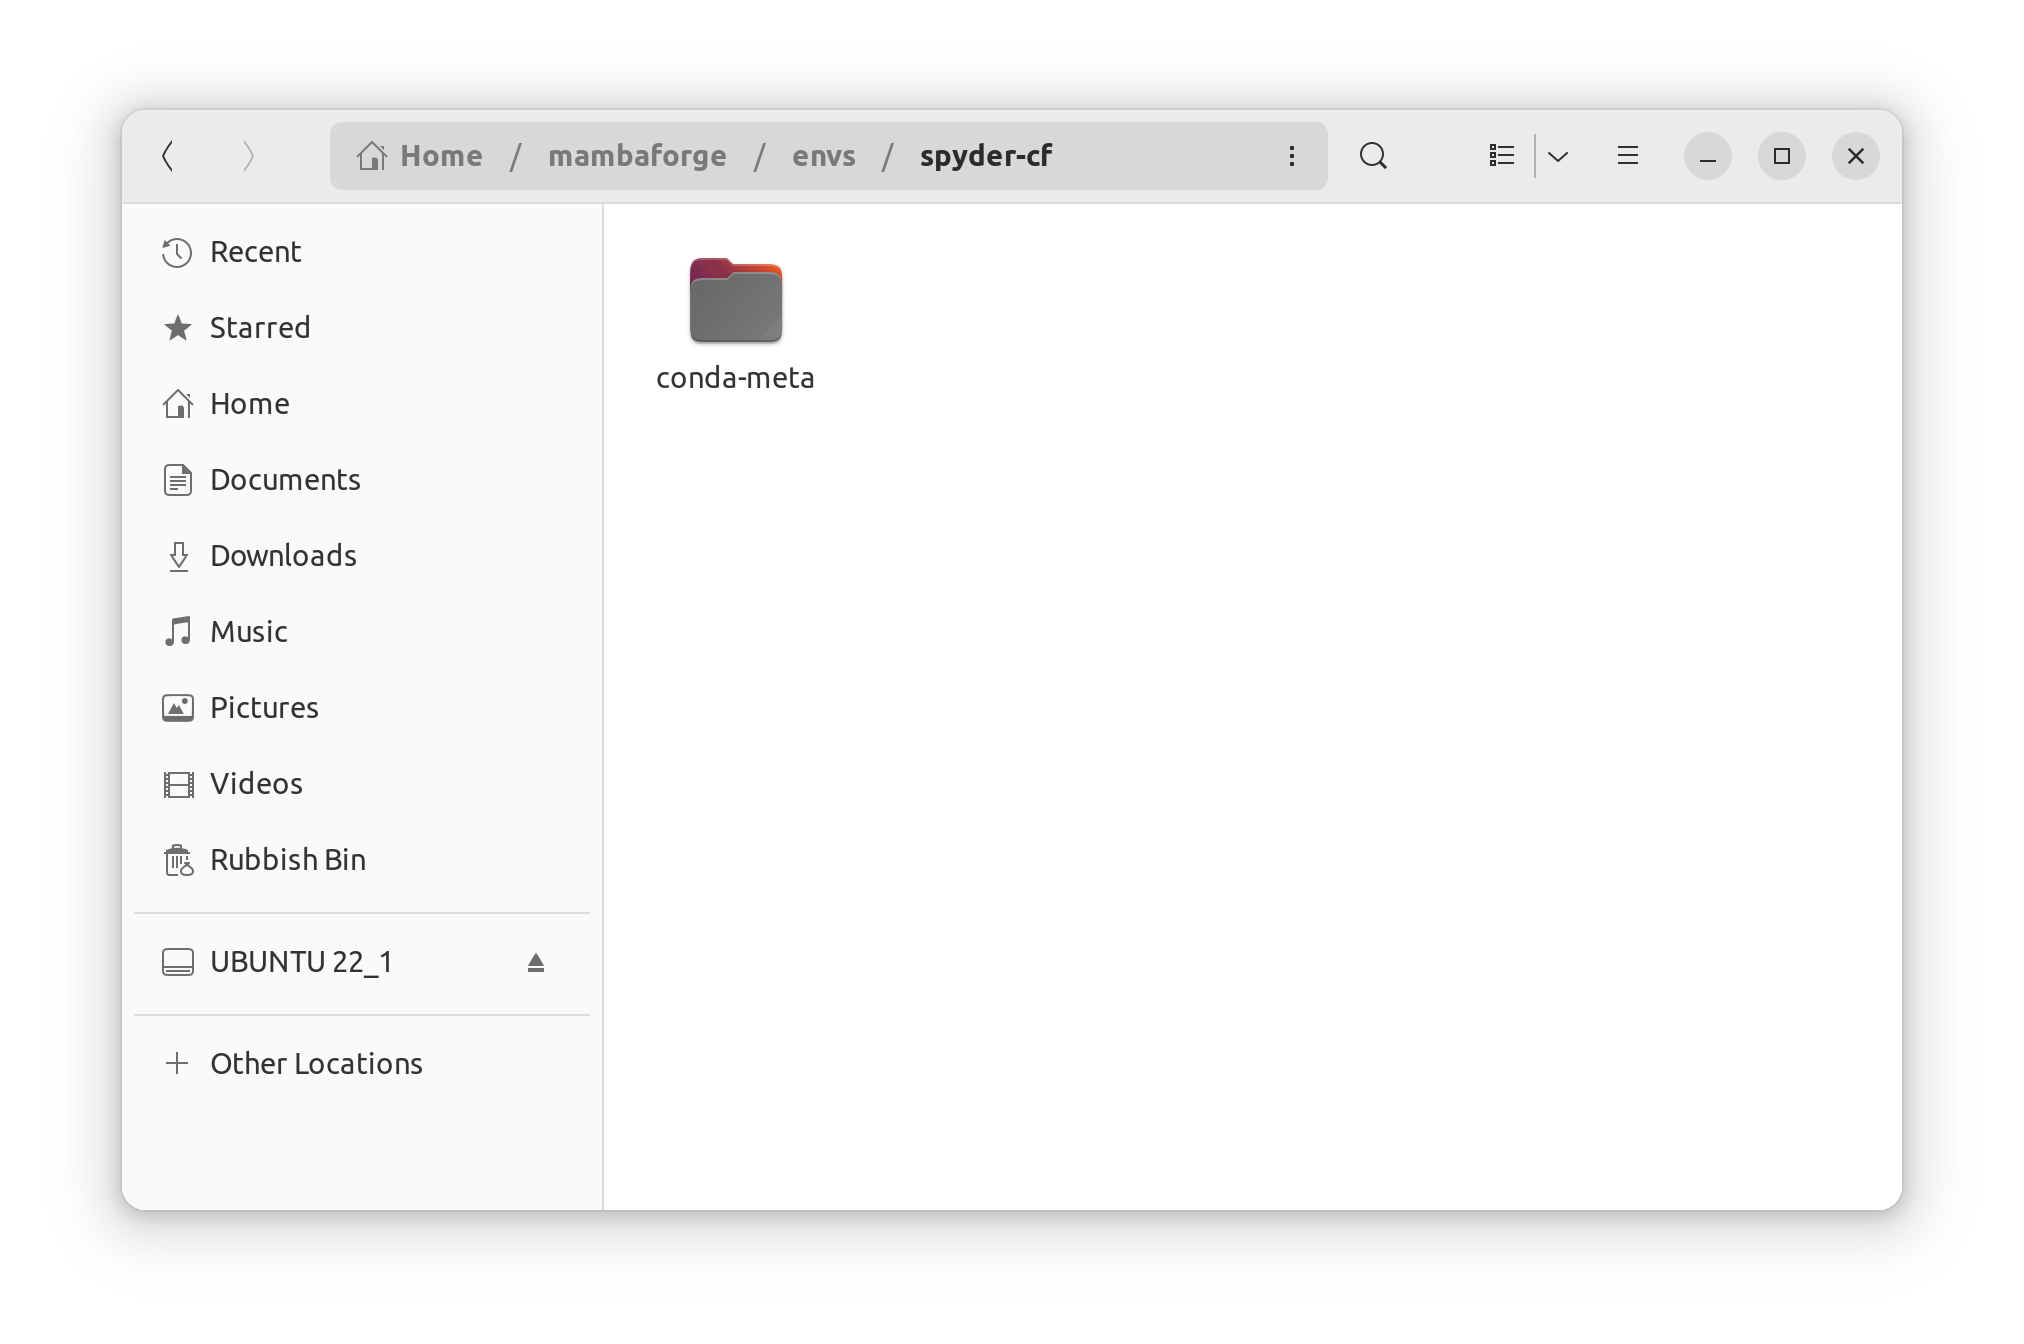 Home / mambaforge / envs / spyder-cf
Recent
Starred
Home
Documents
Downloads
Music
Pictures
Videos
Rubbish Bin
UBUNTU 22_1
Other Locations
conda-meta